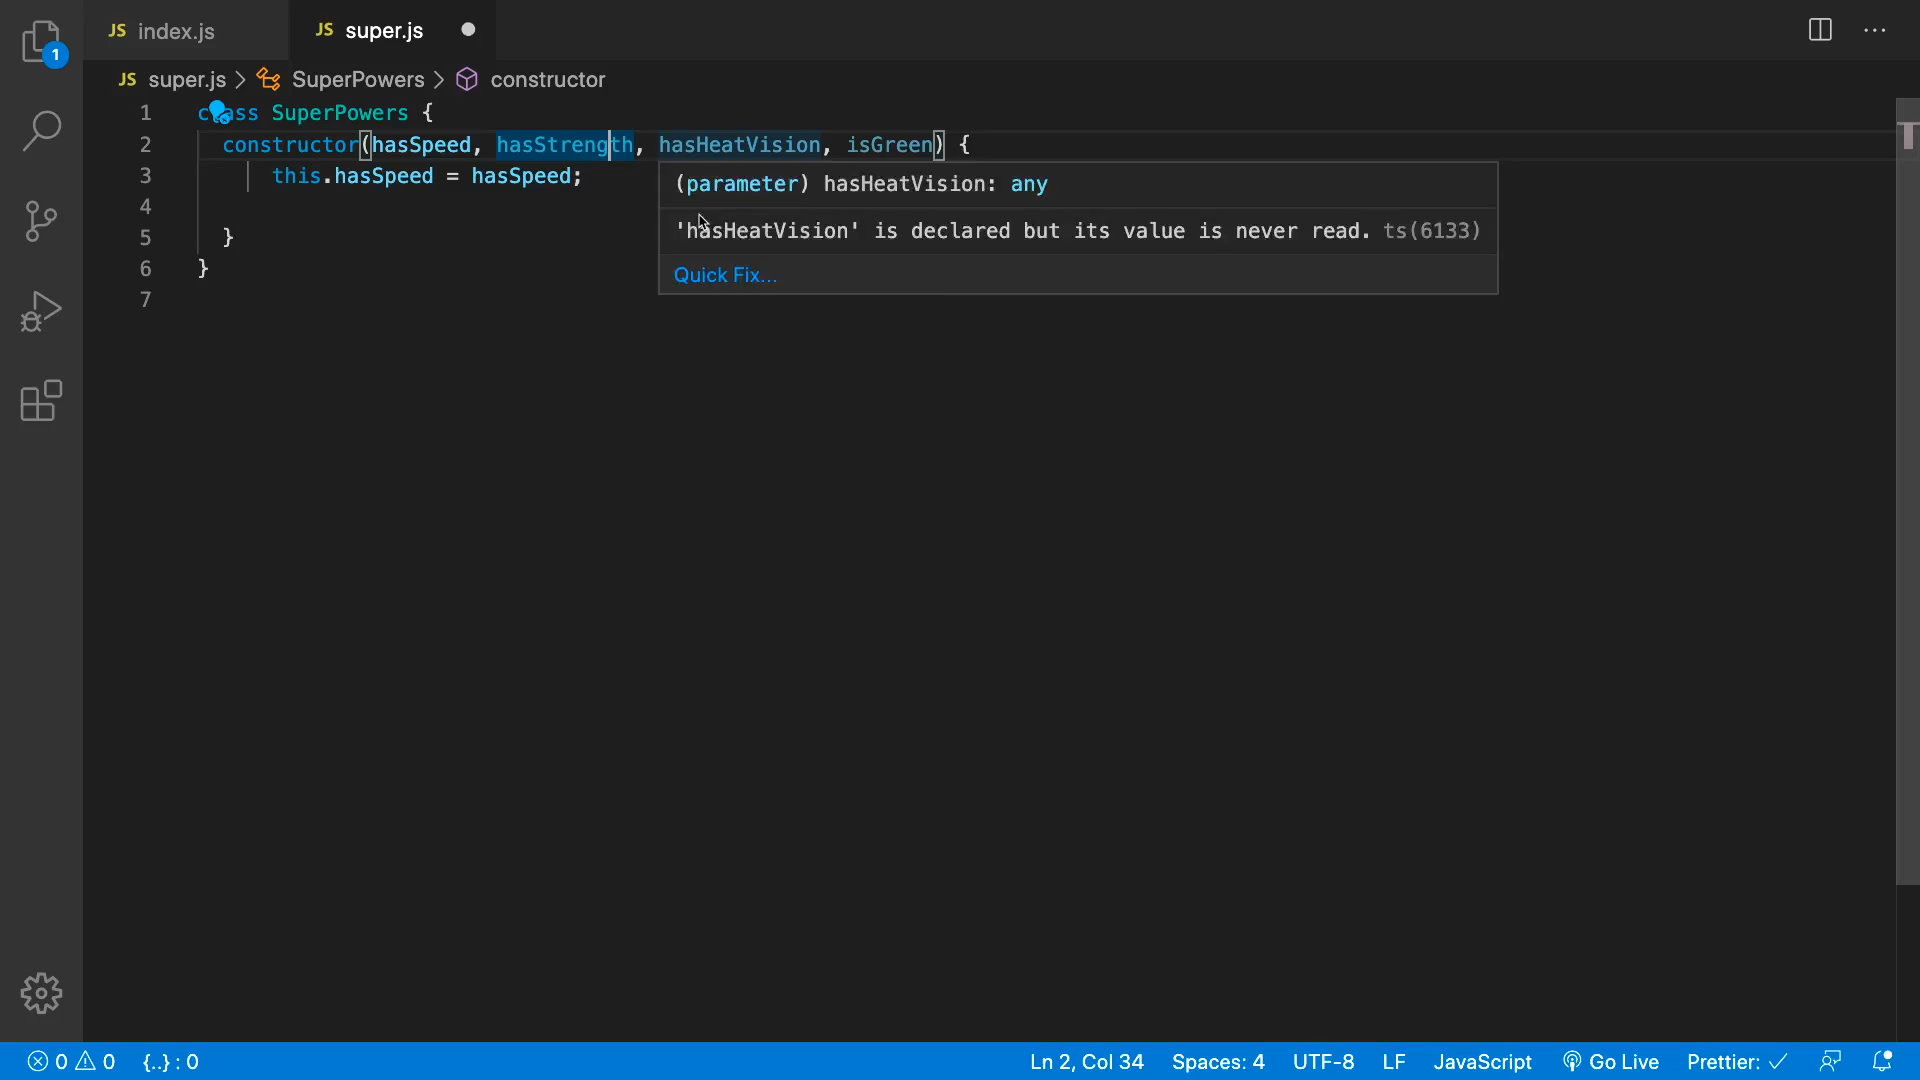 1
JS index.js
JS super.js
JS super.js > SuperPowers > constructor
1 class SuperPowers {
2 constructor(hasSpeed, hasStrength, hasHeatVision, isGreen) {
3 this.hasSpeed = hasSpeed;
4
5 }
6 }
7
(parameter) hasHeatVision: any
'hasHeatVision' is declared but its value is never read. ts(6133)
Quick Fix...
0 0 {..} : 0 Ln 2, Col 34 Spaces: 4 UTF-8 LF JavaScript Go Live Prettier: ✓